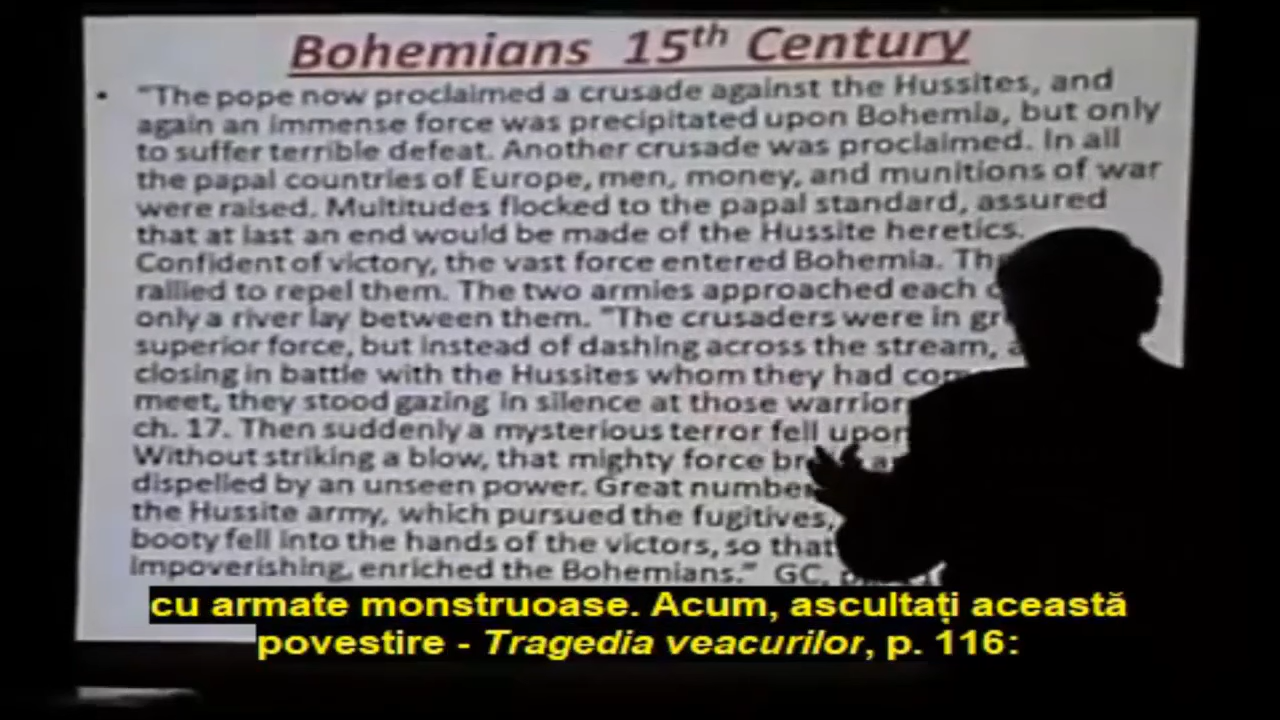 Bohemians 15th Century
• "The pope now proclaimed a crusade against the Hussites, and
again an immense force was precipitated upon Bohemia, but only
to suffer terrible defeat. Another crusade was proclaimed. In all
the papal countries of Europe, men, money, and munitions of war
were raised. Multitudes flocked to the papal standard, assured
that at last an end would be made of the Hussite heretics.
Confident of victory, the vast force entered Bohemia. The
rallied to repel them. The two armies approached each
only a river lay between them. "The crusaders were in
superior force, but instead of dashing across the stream,
closing in battle with the Hussites whom they had
meet, they stood gazing in silence at those
ch. 17. Then suddenly a mysterious terror fell
Without striking a blow, that mighty force
dispelled by an unseen power. Great
the Hussite army, which pursued the fugitives,
booty fell into the hands of the victors, so that
impoverishing, enriched the Bohemians." GC,
cu armate monstruoase. Acum, ascultați această
povestire - Tragedia veacurilor, p. 116: